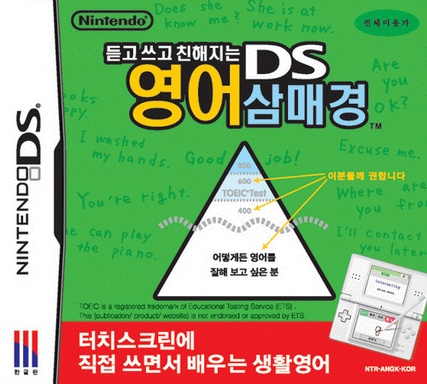 Nintendo
전체이용가
듣고 쓰고 친해지는 DS
영어삼매경™
Does she
know me?
She is at
work now.
Are
you
OK?
I washed
my hands.
Good job!
Excuse me.
You're right.
Where are
I'll contact
you later
can play
the piano.
800
600
TOEIC®Test
400
이분들께 권합니다
어떻게든 영어를
잘해 보고 싶은 분
TOEIC is a registered trademark of Educational Testing Service (ETS).
This (publication/ product/ website) is not endorsed or approved by ETS.
터치스크린에
직접 쓰면서 배우는 생활영어
NTR-ANGK-KOR
NINTENDO DS™
한글판